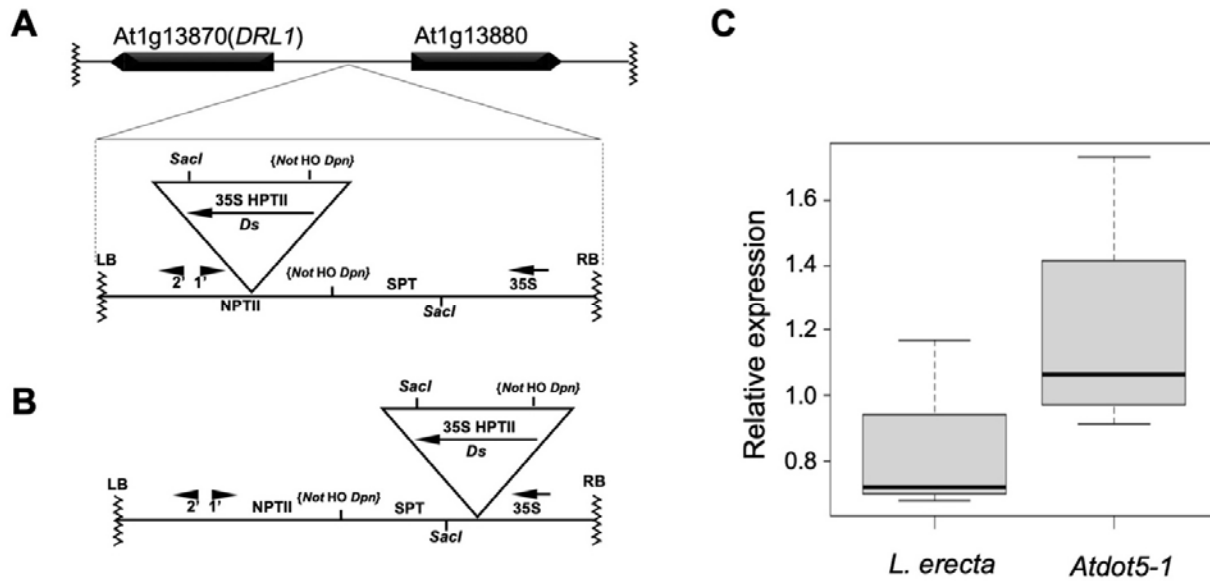 A
At1g13870(DRL1) At1g13880
SacI {Not HO Dpn}
35S HPTII
Ds
LB RB
2' 1' {Not HO Dpn} SPT 35S
NPTII SacI
B
SacI {Not HO Dpn}
35S HPTII
Ds
LB RB
2' 1' NPTII {Not HO Dpn} SPT 35S
SacI
C
Relative expression
1.6
1.4
1.2
1.0
0.8
L. erecta Atdot5-1